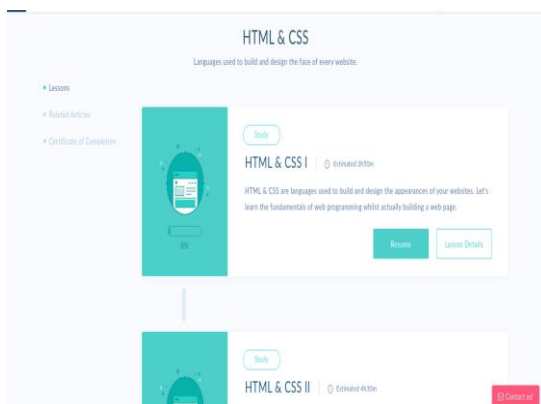 HTML & CSS
Languages used to build and design the face of every website.
Lessons
Related Articles
Certificate of Completion
Study
HTML & CSS I
Estimated 2h50m
HTML & CSS are languages used to build and design the appearances of your websites. Let's
learn the fundamentals of web programming whilst actually building a web page.
Resume
Lesson Details
Study
HTML & CSS II
Estimated 4h30m
Contact us!